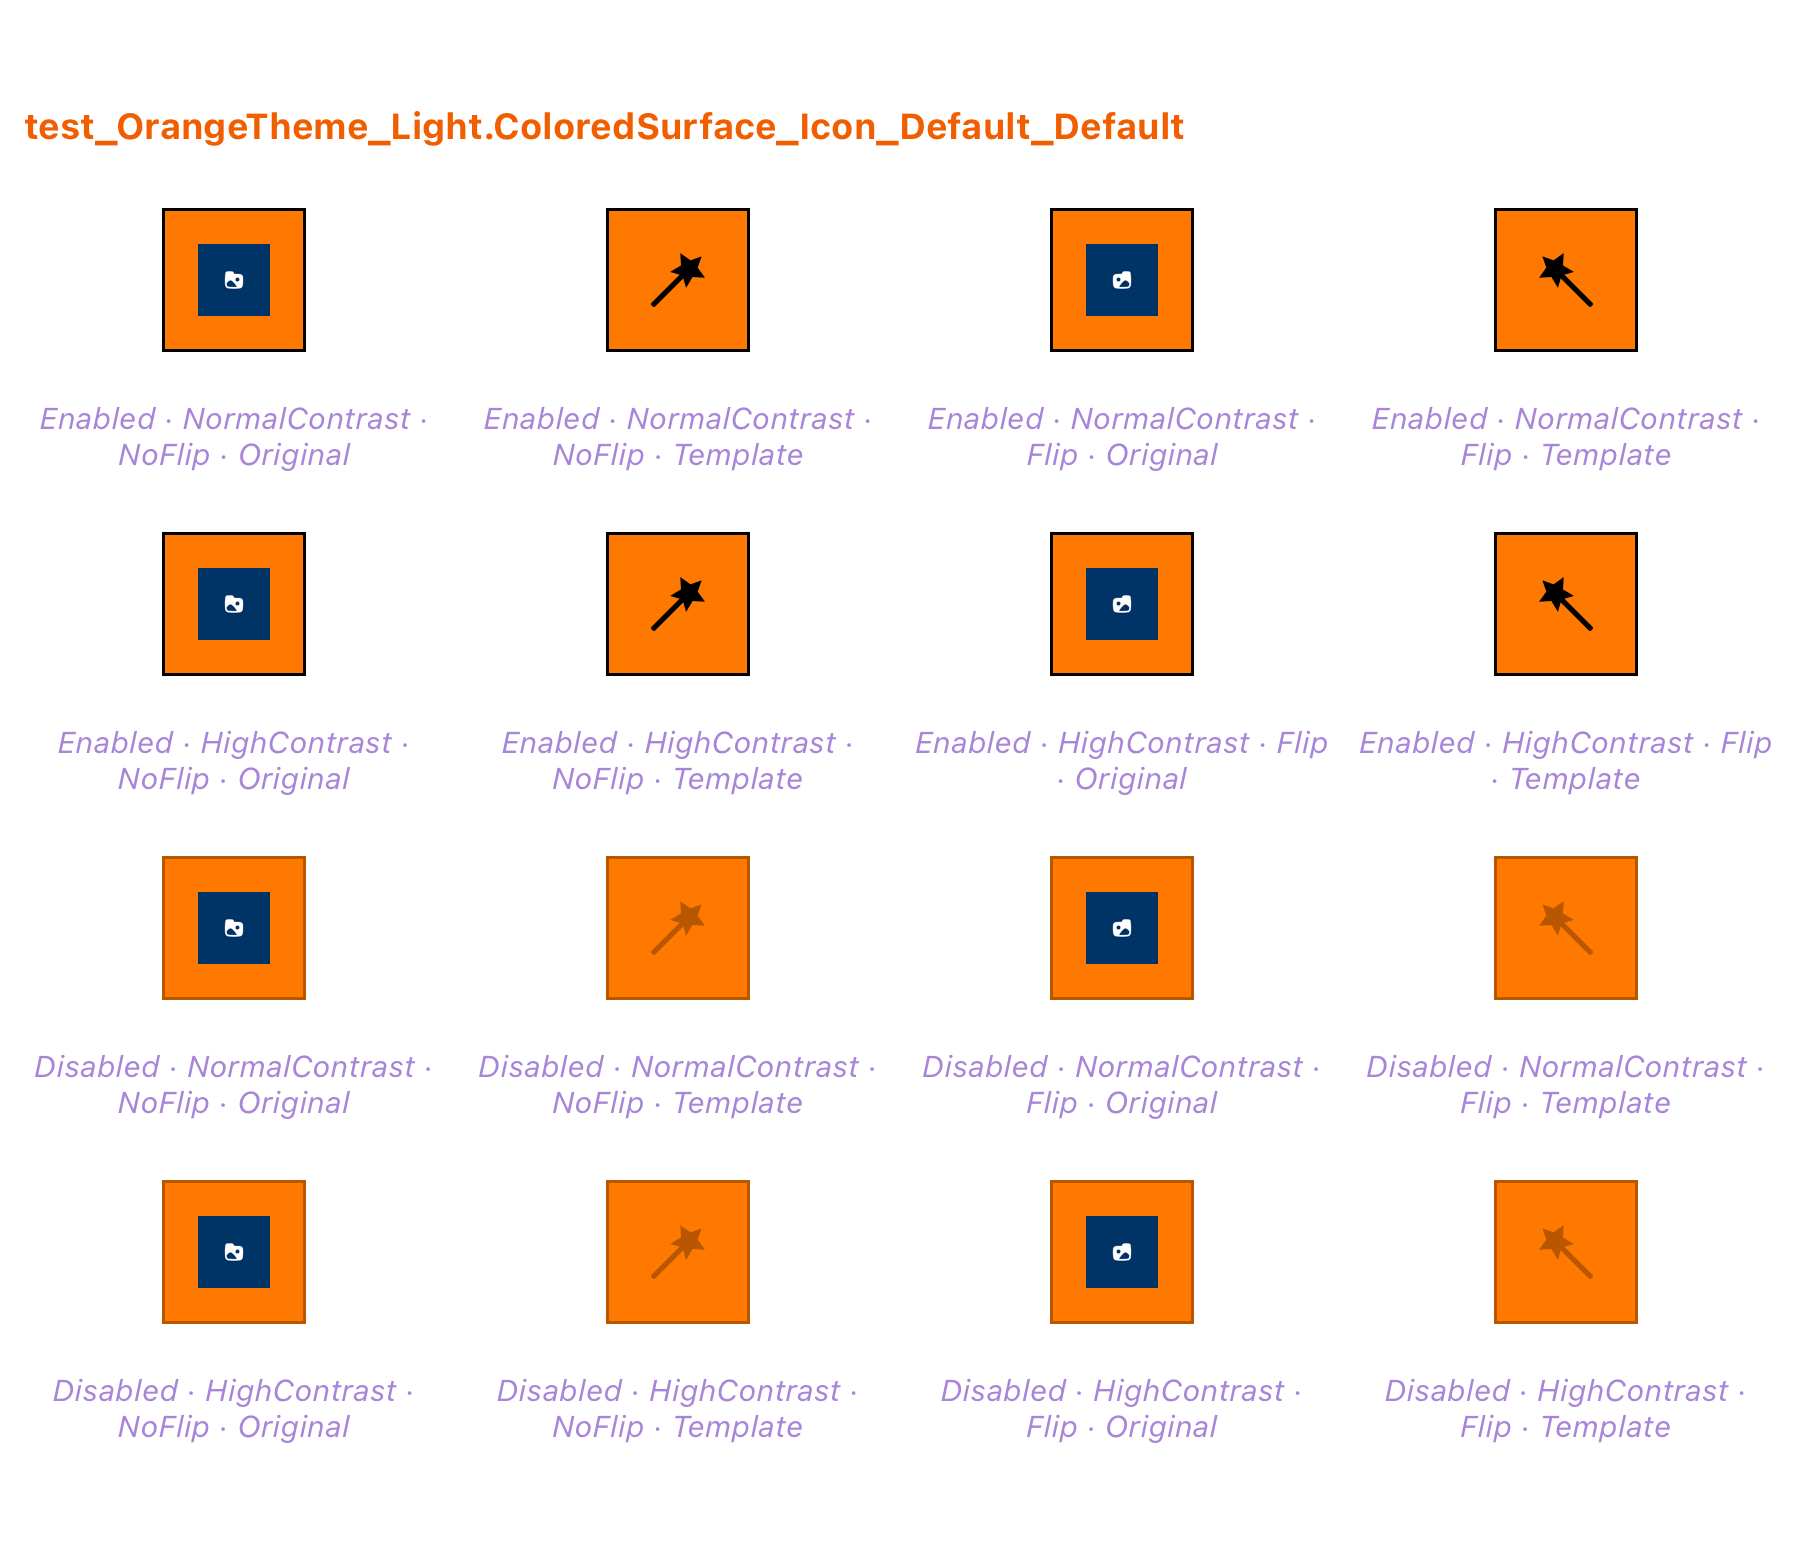 test_OrangeTheme_Light.ColoredSurface_Icon_Default_Default
Enabled · NormalContrast ·
NoFlip · Original
Enabled · NormalContrast ·
NoFlip · Template
Enabled · NormalContrast ·
Flip · Original
Enabled · NormalContrast ·
Flip · Template
Enabled · HighContrast ·
NoFlip · Original
Enabled · HighContrast ·
NoFlip · Template
Enabled · HighContrast · Flip
· Original
Enabled · HighContrast · Flip
· Template
Disabled · NormalContrast ·
NoFlip · Original
Disabled · NormalContrast ·
NoFlip · Template
Disabled · NormalContrast ·
Flip · Original
Disabled · NormalContrast ·
Flip · Template
Disabled · HighContrast ·
NoFlip · Original
Disabled · HighContrast ·
NoFlip · Template
Disabled · HighContrast ·
Flip · Original
Disabled · HighContrast ·
Flip · Template